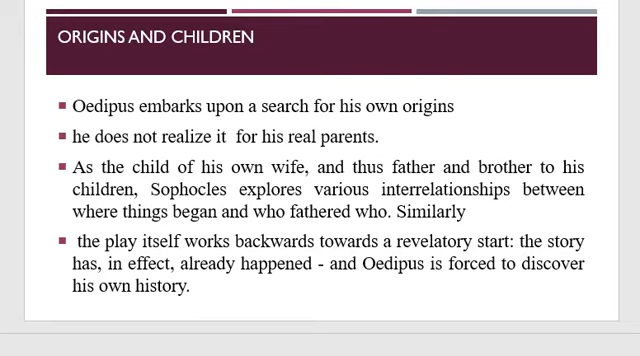 ORIGINS AND CHILDREN
Oedipus embarks upon a search for his own origins
he does not realize it for his real parents.
As the child of his own wife, and thus father and brother to his
children, Sophocles explores various interrelationships between
where things began and who fathered who. Similarly
the play itself works backwards towards a revelatory start: the story
has, in effect, already happened - and Oedipus is forced to discover
his own history.